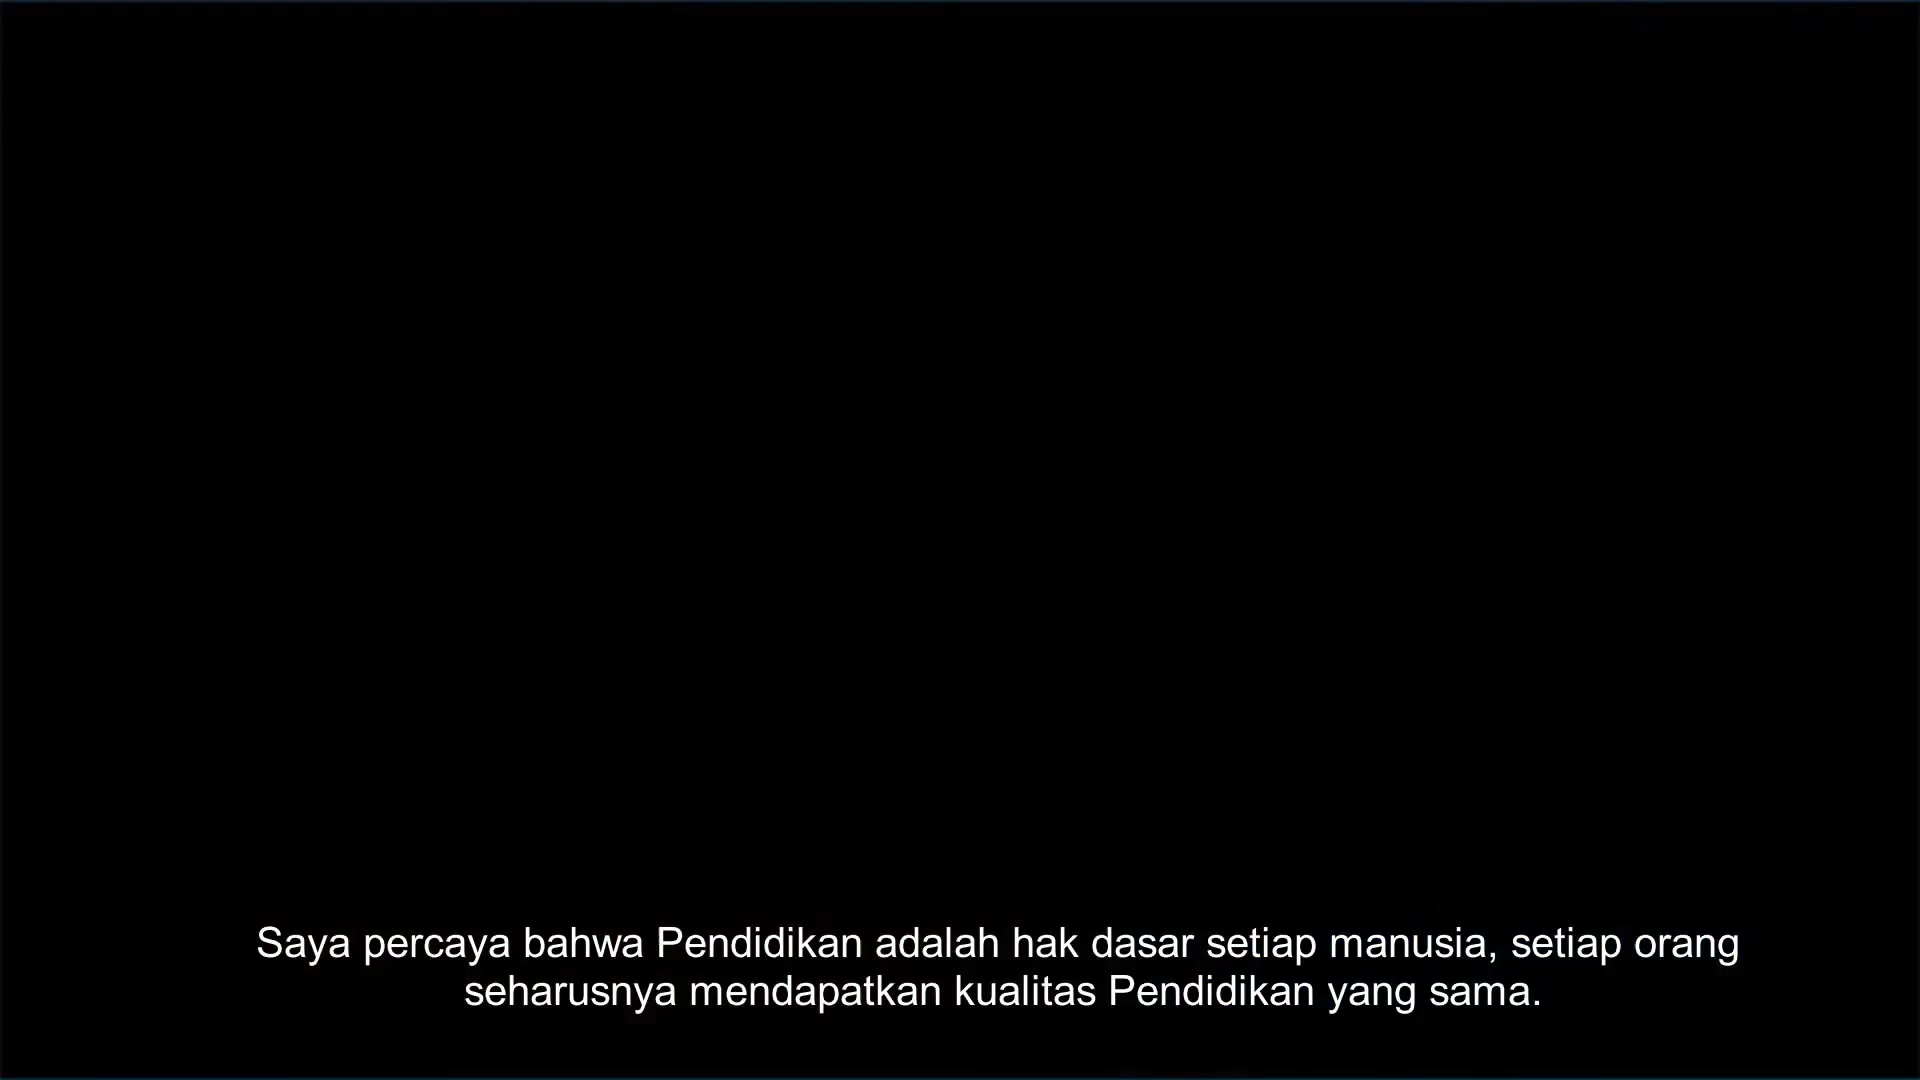 Saya percaya bahwa Pendidikan adalah hak dasar setiap manusia, setiap orang
seharusnya mendapatkan kualitas Pendidikan yang sama.